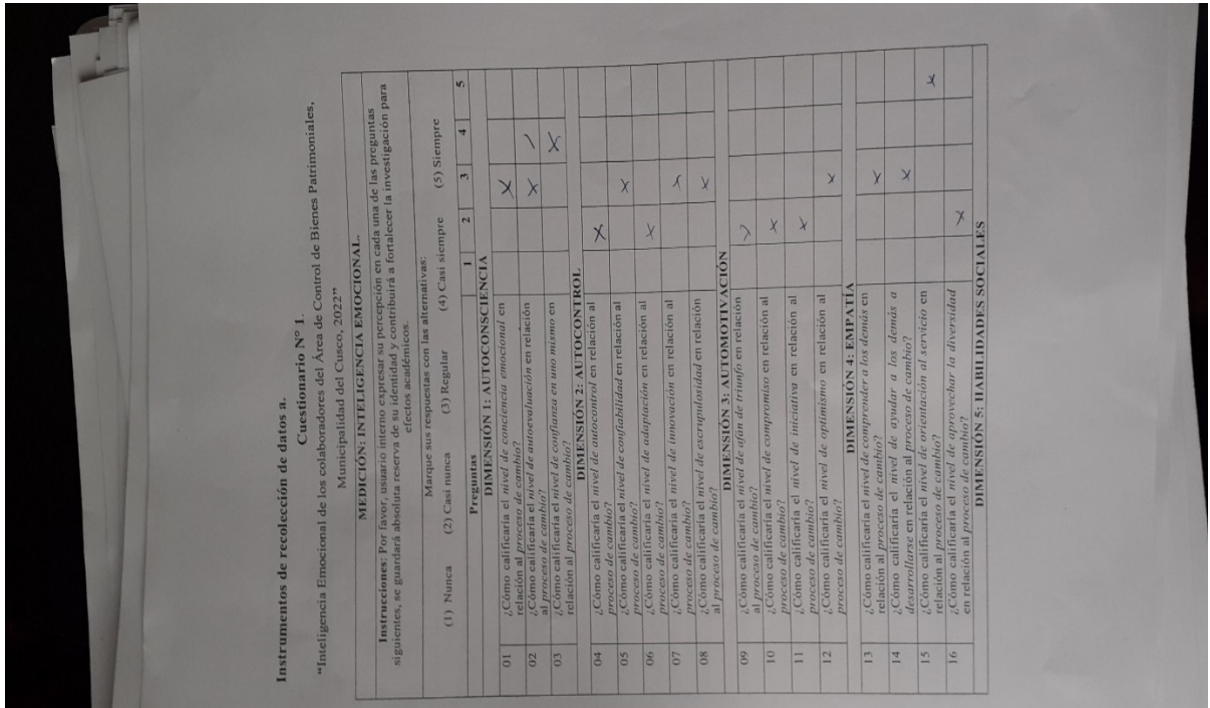 Instrumentos de recolección de datos a.
Cuestionario N° 1.
“Inteligencia Emocional de los colaboradores del Área de Control de Bienes Patrimoniales,
Municipalidad del Cusco, 2022”
MEDICIÓN: INTELIGENCIA EMOCIONAL.
Instrucciones: Por favor, usuario interno expresar su percepción en cada una de las preguntas
siguientes, se guardará absoluta reserva de su identidad y contribuirá a fortalecer la investigación para
efectos académicos.
Marque sus respuestas con las alternativas:
(1) Nunca (2) Casi nunca (3) Regular (4) Casi siempre (5) Siempre
Preguntas 1 2 3 4 5
DIMENSIÓN 1: AUTOCONSCIENCIA
01 ¿Cómo calificaría el nivel de conciencia emocional en X
relación al proceso de cambio?
02 ¿Cómo calificaría el nivel de autoevaluación en relación X /
al proceso de cambio?
03 ¿Cómo calificaría el nivel de confianza en uno mismo en X
relación al proceso de cambio?
DIMENSIÓN 2: AUTOCONTROL
04 ¿Cómo calificaría el nivel de autocontrol en relación al X
proceso de cambio?
05 ¿Cómo calificaría el nivel de confiabilidad en relación al X
proceso de cambio?
06 ¿Cómo calificaría el nivel de adaptación en relación al X
proceso de cambio?
07 ¿Cómo calificaría el nivel de innovación en relación al X
proceso de cambio?
08 ¿Cómo calificaría el nivel de escrupulosidad en relación X
al proceso de cambio?
DIMENSIÓN 3: AUTOMOTIVACIÓN
09 ¿Cómo calificaría el nivel de afán de triunfo en relación X
al proceso de cambio?
10 ¿Cómo calificaría el nivel de compromiso en relación al X
proceso de cambio?
11 ¿Cómo calificaría el nivel de iniciativa en relación al X
proceso de cambio?
12 ¿Cómo calificaría el nivel de optimismo en relación al X
proceso de cambio?
DIMENSIÓN 4: EMPATÍA
13 ¿Cómo calificaría el nivel de comprender a los demás en X
relación al proceso de cambio?
14 ¿Cómo calificaría el nivel de ayudar a los demás a X
desarrollarse en relación al proceso de cambio?
15 ¿Cómo calificaría el nivel de orientación al servicio en X
relación al proceso de cambio?
16 ¿Cómo calificaría el nivel de aprovechar la diversidad X
en relación al proceso de cambio?
DIMENSIÓN 5: HABILIDADES SOCIALES